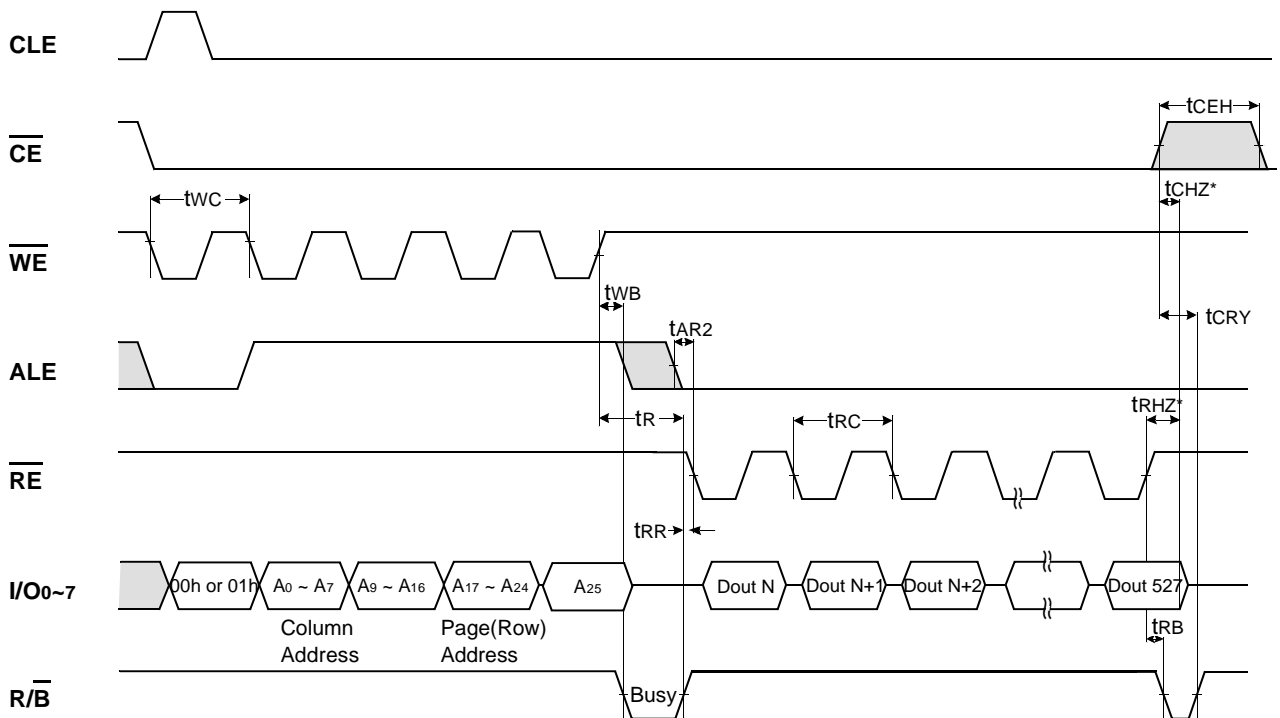 CLE
tCEH
CE
tCHZ*
tWC
WE
tWB
tCRY
tAR2
ALE
tR
tRC
tRHZ*
RE
tRR
I/O0~7
00h or 01h
A0 ~ A7
A9 ~ A16
A17 ~ A24
A25
Dout N
Dout N+1
Dout N+2
Dout 527
Column
Address
Page(Row)
Address
tRB
R/B
Busy